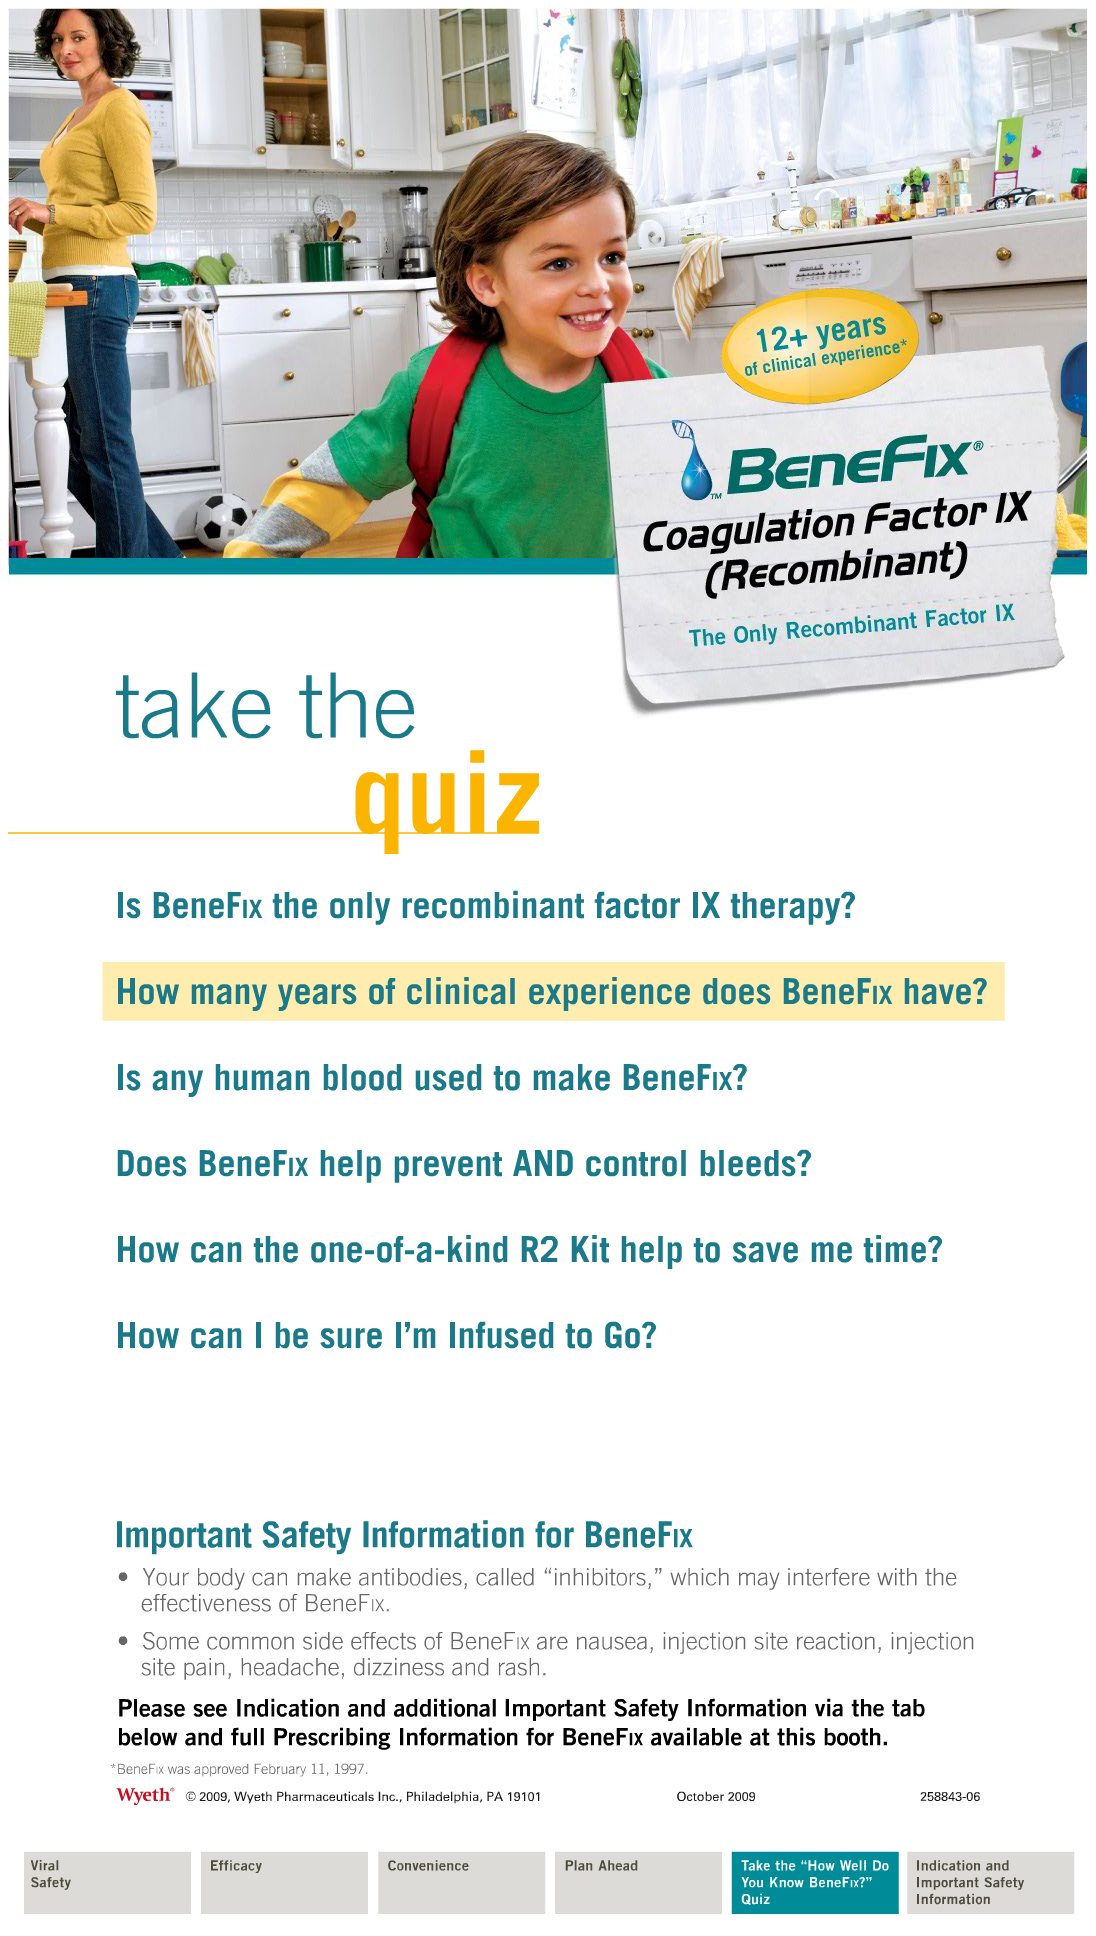 12+ years
of clinical experience*
BeneFix®
™
Coagulation Factor IX
(Recombinant)
The Only Recombinant Factor IX
take the
quiz
Is BeneFix the only recombinant factor IX therapy?
How many years of clinical experience does BeneFix have?
Is any human blood used to make BeneFix?
Does BeneFix help prevent AND control bleeds?
How can the one-of-a-kind R2 Kit help to save me time?
How can I be sure I’m Infused to Go?
Important Safety Information for BeneFix
• Your body can make antibodies, called “inhibitors,” which may interfere with the
effectiveness of BeneFix.
• Some common side effects of BeneFix are nausea, injection site reaction, injection
site pain, headache, dizziness and rash.
Please see Indication and additional Important Safety Information via the tab
below and full Prescribing Information for BeneFix available at this booth.
*BeneFix was approved February 11, 1997.
Wyeth® © 2009, Wyeth Pharmaceuticals Inc., Philadelphia, PA 19101 October 2009 258843-06
Viral
Safety
Efficacy
Convenience
Plan Ahead
Take the “How Well Do
You Know BeneFix?”
Quiz
Indication and
Important Safety
Information